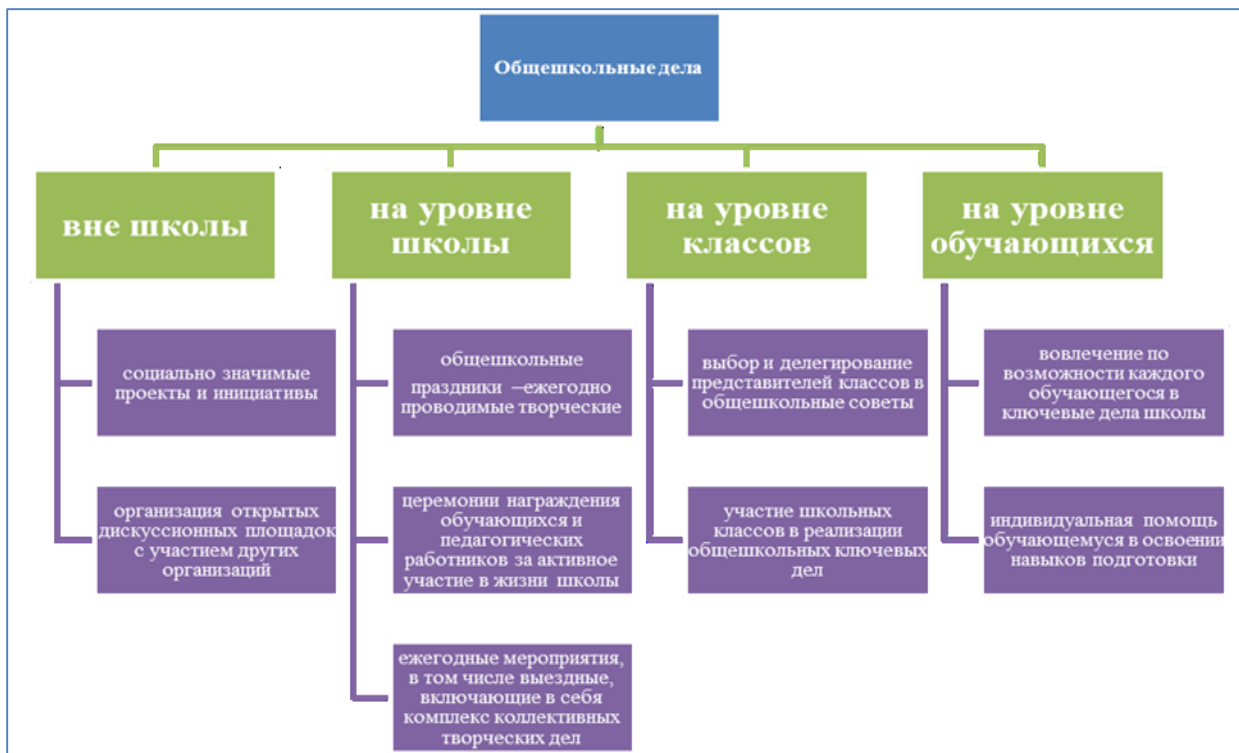 Общешкольные дела
вне школы
социально значимые
проекты и инициативы
организация открытых
дискуссионных площадок
с участием других
организаций
на уровне
школы
общешкольные
праздники –ежегодно
проводимые творческие
церемонии награждения
обучающихся и
педагогических
работников за активное
участие в жизни школы
ежегодные мероприятия,
в том числе выездные,
включающие в себя
комплекс коллективных
творческих дел
на уровне
классов
выбор и делегирование
представителей классов в
общешкольные советы
участие школьных
классов в реализации
общешкольных ключевых
дел
на уровне
обучающихся
вовлечение по
возможности каждого
обучающегося в
ключевые дела школы
индивидуальная помощь
обучающемуся в освоении
навыков подготовки